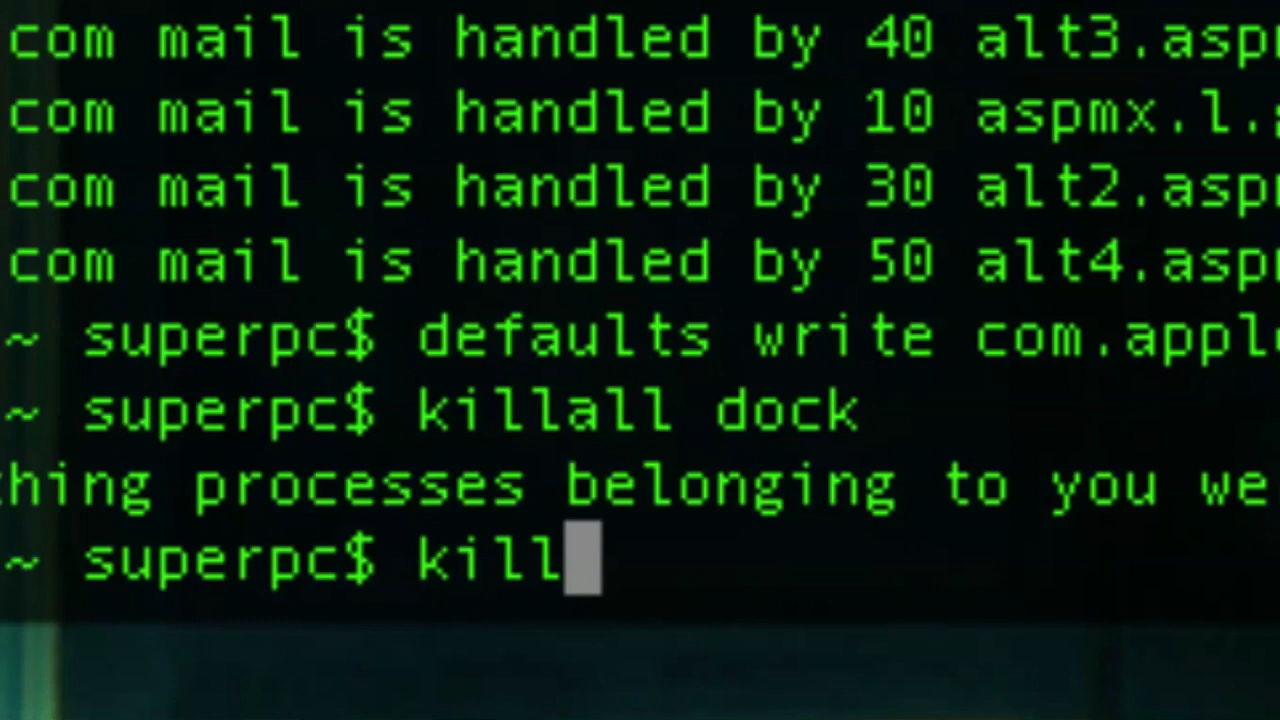 com mail is handled by 40 alt3.asp
com mail is handled by 10 aspmx.l.
com mail is handled by 30 alt2.asp
com mail is handled by 50 alt4.asp
~ superpc$ defaults write com.appl
~ superpc$ killall dock
hing processes belonging to you we
~ superpc$ kill